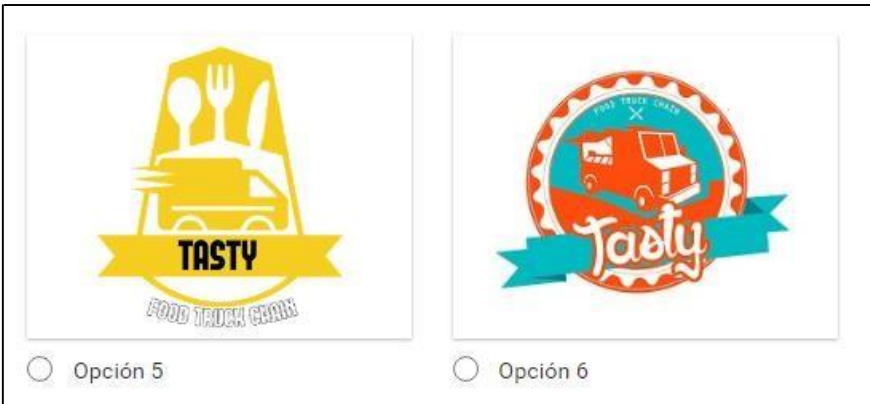 TASTY
FOOD TRUCK CHAIN
Opción 5
FOOD TRUCK CHAIN
Tasty
Opción 6